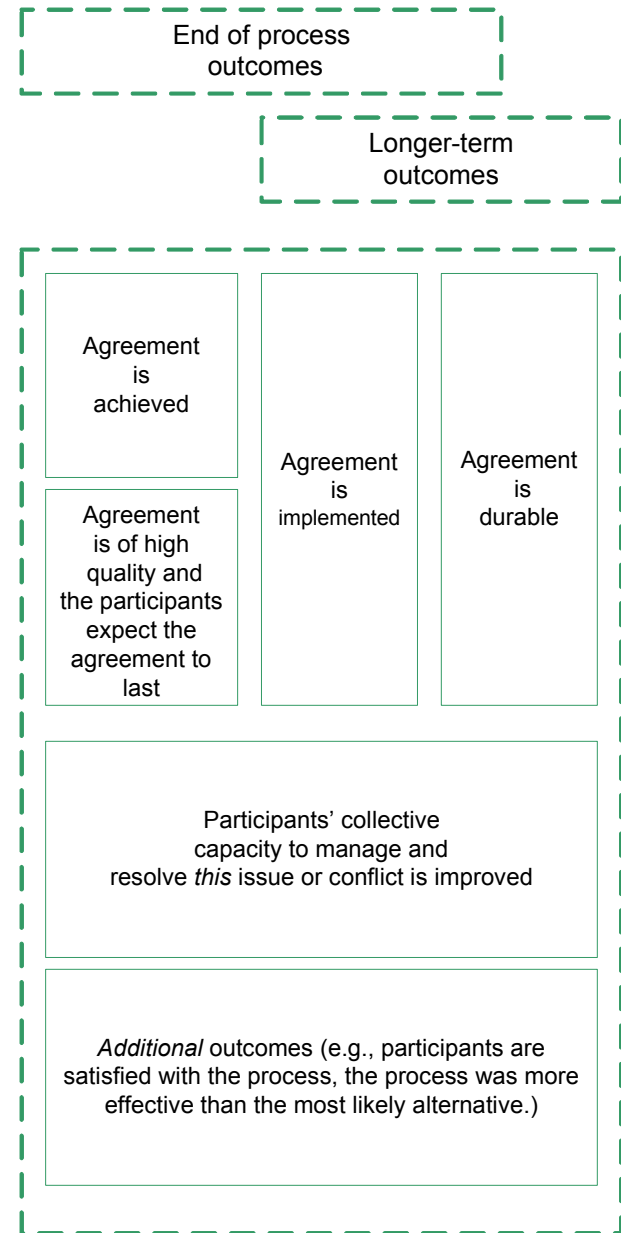 End of process
outcomes
Longer-term
outcomes
Agreement
is
achieved
Agreement
is of high
quality and
the participants
expect the
agreement to
last
Agreement
is
implemented
Agreement
is
durable
Participants’ collective
capacity to manage and
resolve this issue or conflict is improved
Additional outcomes (e.g., participants are
satisfied with the process, the process was more
effective than the most likely alternative.)